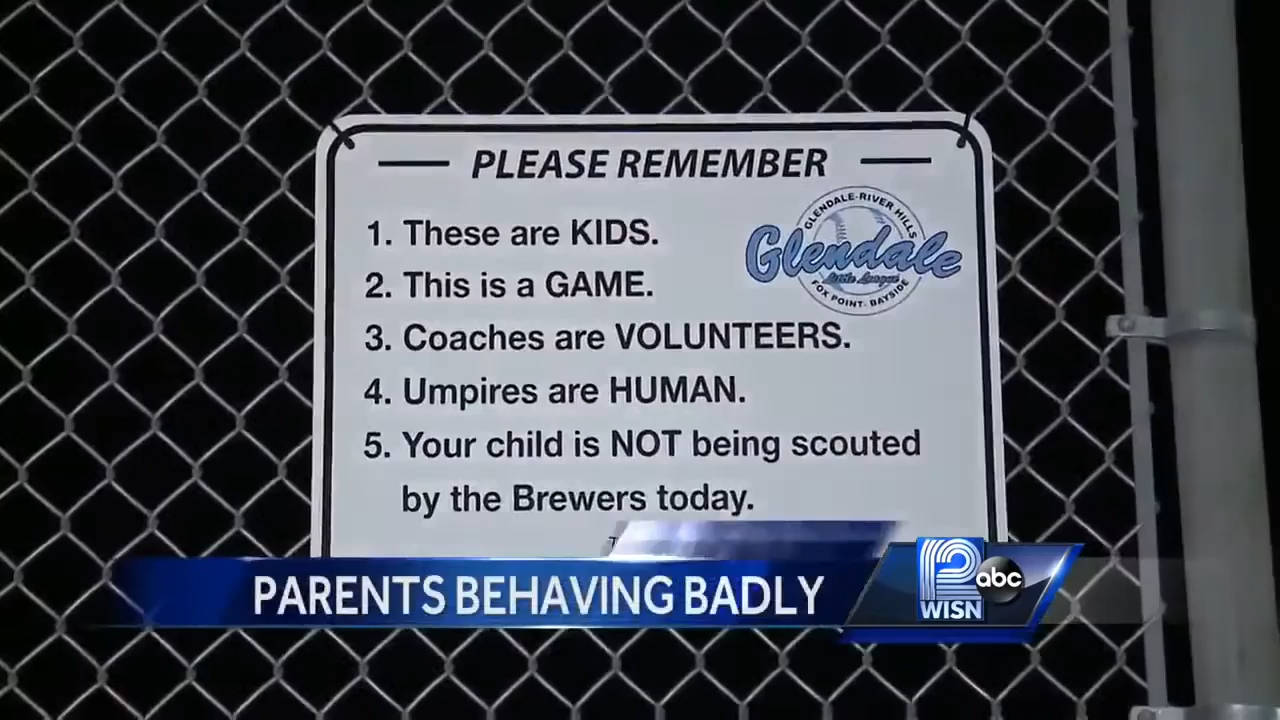 PLEASE REMEMBER
1. These are KIDS.
2. This is a GAME.
3. Coaches are VOLUNTEERS.
4. Umpires are HUMAN.
5. Your child is NOT being scouted
by the Brewers today.
GLENDALE-RIVER HILLS
Glendale
Little League
FOX POINT- BAYSIDE
PARENTS BEHAVING BADLY
12
WISN
abc